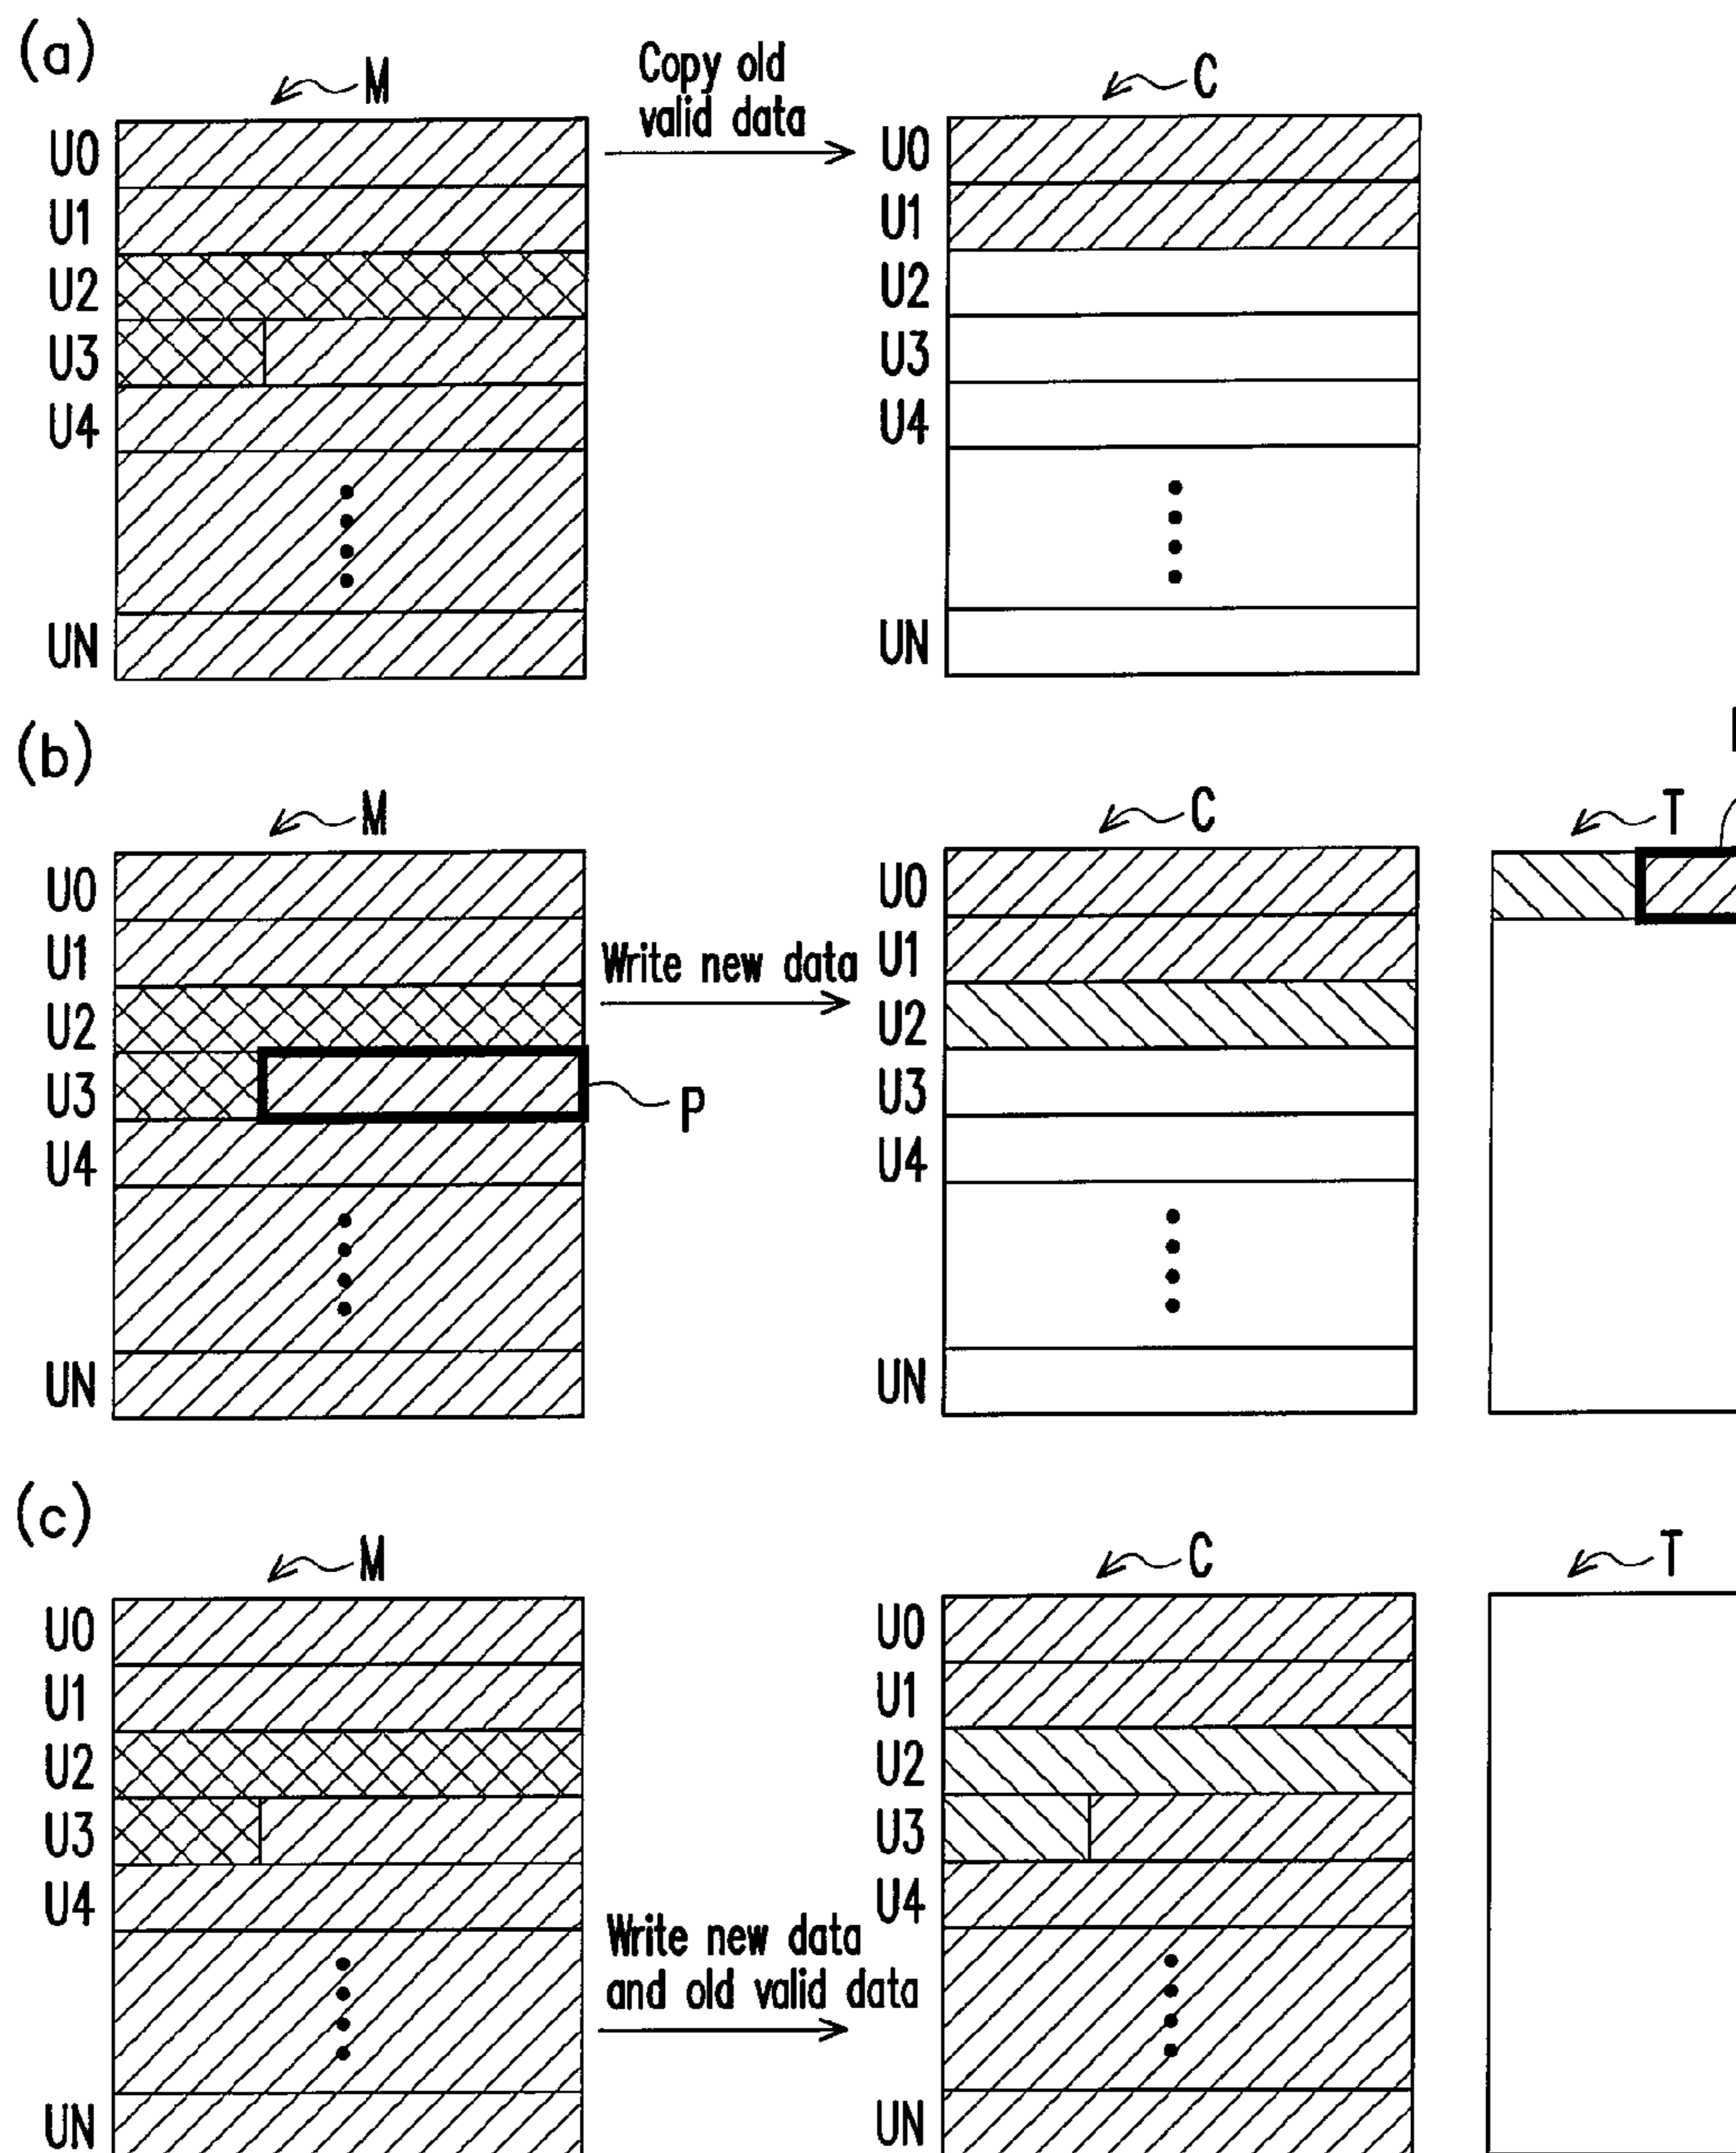 (a)
M
Copy old
valid data
C
U0
U1
U2
U3
U4
UN
U0
U1
U2
U3
U4
UN
(b)
M
C
T
U0
U1
U2
U3
U4
UN
Write new data
P
U0
U1
U2
U3
U4
UN
(c)
M
C
T
U0
U1
U2
U3
U4
UN
Write new data
and old valid data
U0
U1
U2
U3
U4
UN